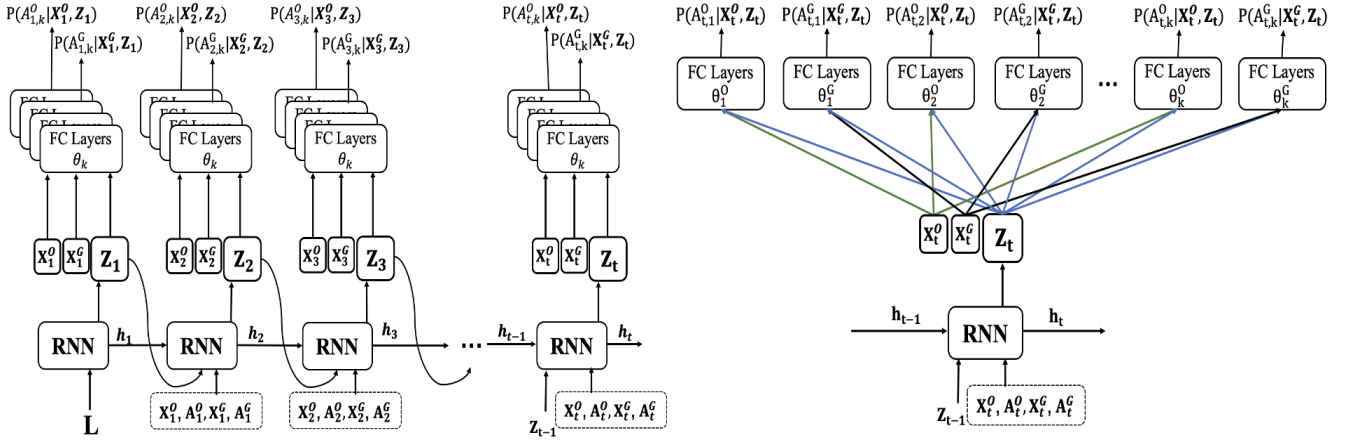 P(A^O_{1,k}|X^O_1, Z_1) P(A^O_{2,k}|X^O_2, Z_2) P(A^O_{3,k}|X^O_3, Z_3) P(A^O_{t,k}|X^O_t, Z_t)
P(A^G_{1,k}|X^G_1, Z_1) P(A^G_{2,k}|X^G_2, Z_2) P(A^G_{3,k}|X^G_3, Z_3) P(A^G_{t,k}|X^G_t, Z_t)
FC Layers FC Layers FC Layers FC Layers
θ_k θ_k θ_k θ_k
X^O_1 X^G_1 Z_1 X^O_2 X^G_2 Z_2 X^O_3 X^G_3 Z_3 X^O_t X^G_t Z_t
RNN h_1 RNN h_2 RNN h_3 ... h_{t-1} RNN h_t
X^O_1, A^O_1, X^G_1, A^G_1 X^O_2, A^O_2, X^G_2, A^G_2 X^O_t, A^O_t, X^G_t, A^G_t
L Z_{t-1}
P(A^O_{t,1}|X^O_t, Z_t) P(A^G_{t,1}|X^G_t, Z_t) P(A^O_{t,2}|X^O_t, Z_t) P(A^G_{t,2}|X^G_t, Z_t) P(A^O_{t,k}|X^O_t, Z_t) P(A^G_{t,k}|X^G_t, Z_t)
FC Layers FC Layers FC Layers FC Layers ... FC Layers FC Layers
θ^O_1 θ^G_1 θ^O_2 θ^G_2 θ^O_k θ^G_k
X^O_t X^G_t Z_t
h_{t-1} RNN h_t
Z_{t-1} X^O_t, A^O_t, X^G_t, A^G_t